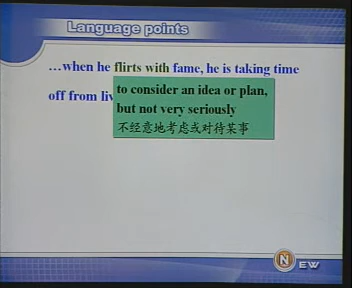 Language points
…when he flirts with fame, he is taking time
off from liv
to consider an idea or plan,
but not very seriously
不经意地考虑或对待某事
N EW